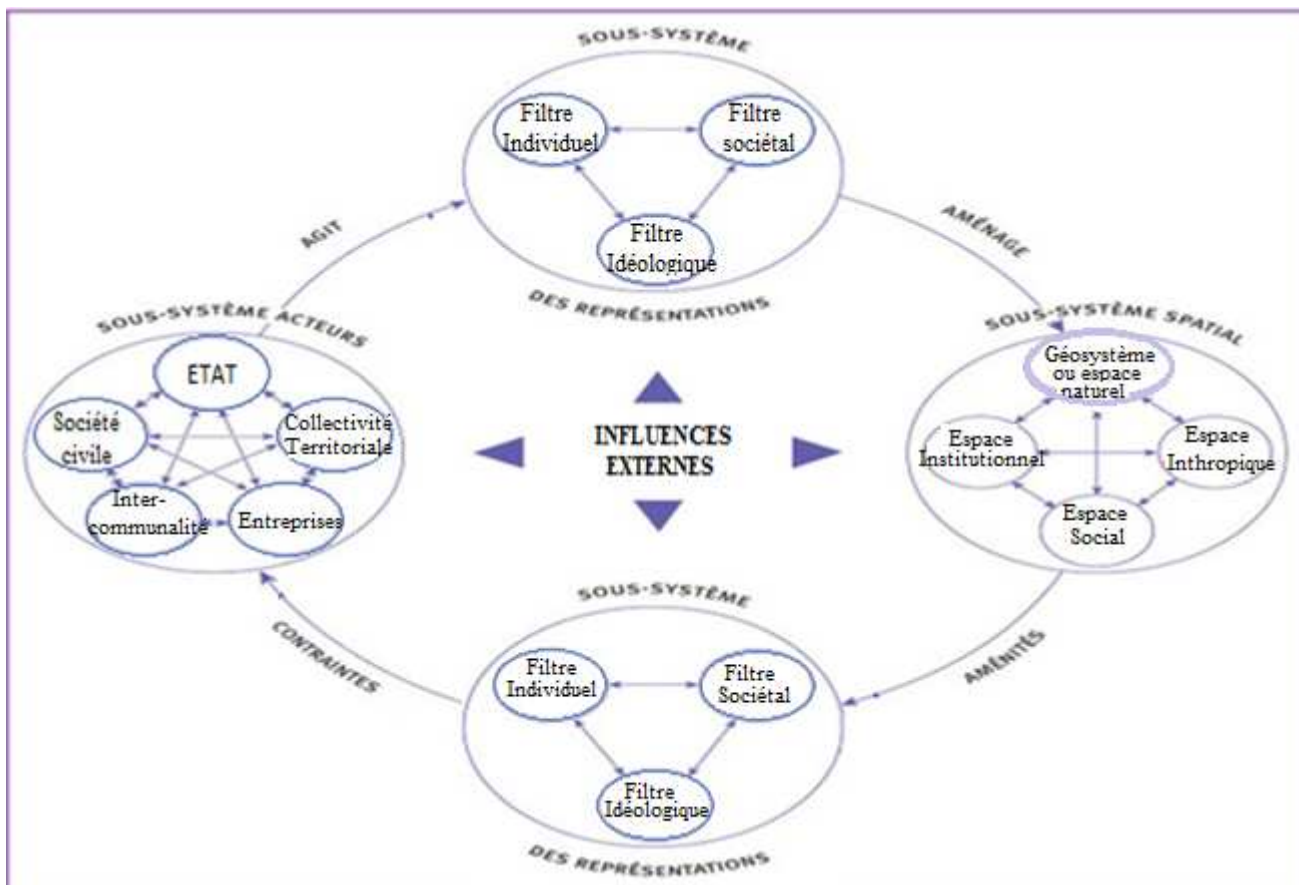 SOUS-SYSTÈME
Filtre
Individuel
Filtre
sociétal
Filtre
Idéologique
DES REPRÉSENTATIONS
AGIT
AMÉNAGE
SOUS-SYSTÈME ACTEURS
ETAT
Société
civile
Collectivité
Territoriale
Inter-
communalité
Entreprises
INFLUENCES
EXTERNES
SOUS-SYSTÈME SPATIAL
Géosystème
ou espace
naturel
Espace
Institutionnel
Espace
Inthropique
Espace
Social
CONTRAINTES
AMÉNITÉS
SOUS-SYSTÈME
Filtre
Individuel
Filtre
Sociétal
Filtre
Idéologique
DES REPRÉSENTATIONS